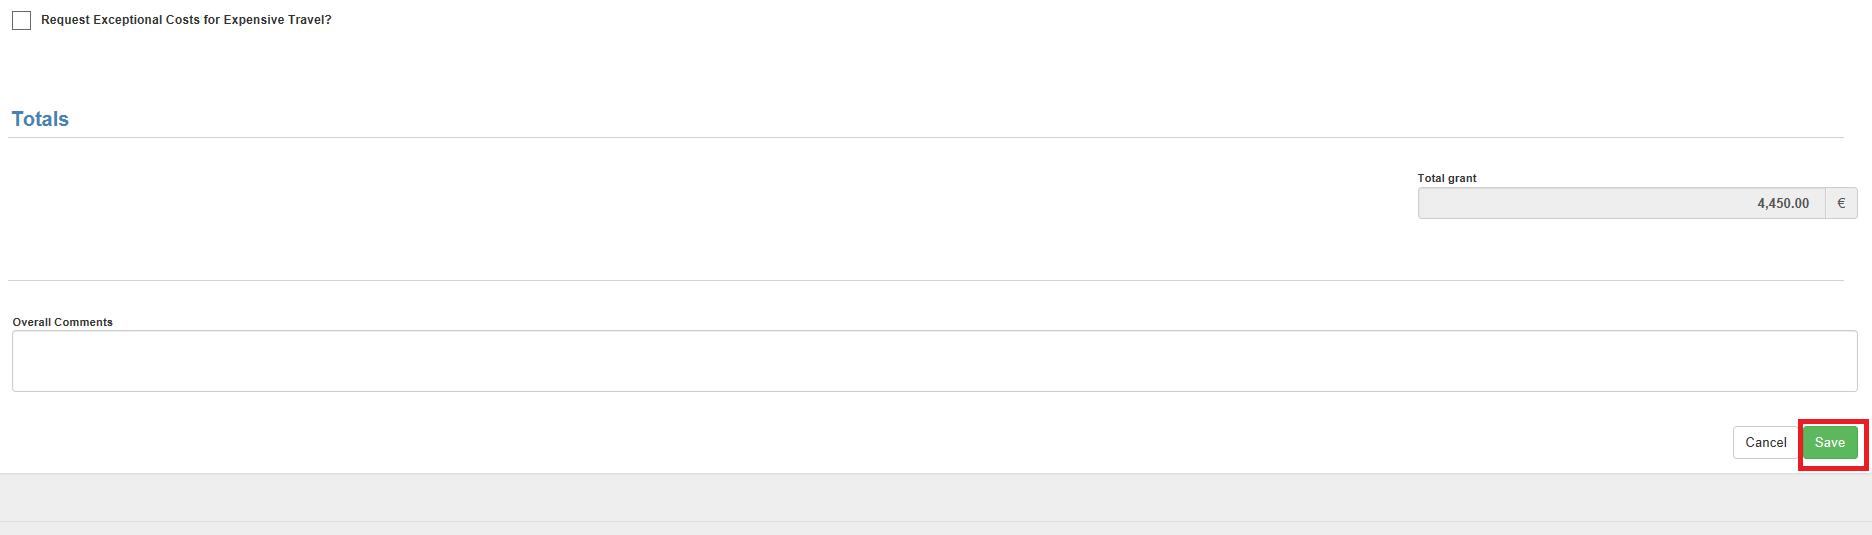 Request Exceptional Costs for Expensive Travel?
Totals
Total grant
4,450.00 €
Overall Comments
Cancel Save